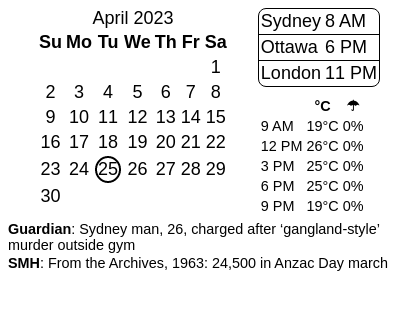 April 2023
Su Mo Tu We Th Fr Sa
1
2 3 4 5 6 7 8
9 10 11 12 13 14 15
16 17 18 19 20 21 22
23 24 25 26 27 28 29
30
Sydney 8 AM
Ottawa 6 PM
London 11 PM
°C ☂
9 AM 19°C 0%
12 PM 26°C 0%
3 PM 25°C 0%
6 PM 25°C 0%
9 PM 19°C 0%
Guardian: Sydney man, 26, charged after ‘gangland-style’
murder outside gym
SMH: From the Archives, 1963: 24,500 in Anzac Day march